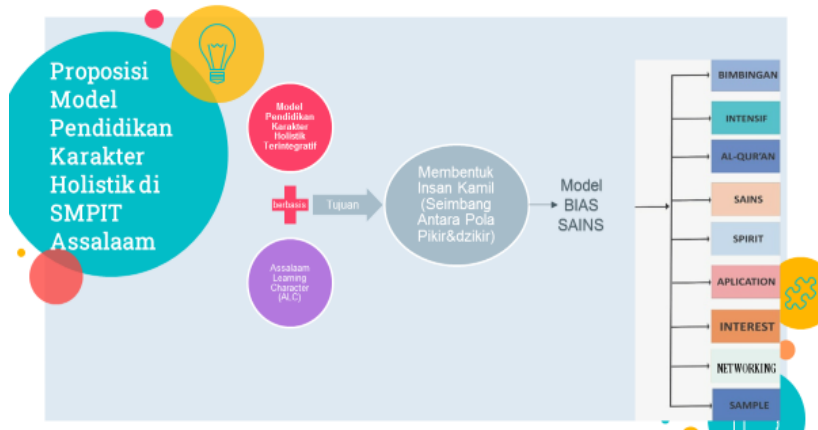 Proposisi
Model
Pendidikan
Karakter
Holistik di
SMPIT
Assalaam
Model
Pendidikan
Karakter
Holistik
Terintegratif
berbasis
Assalaam
Learning
Character
(ALC)
Tujuan
Membentuk
Insan Kamil
(Seimbang
Antara Pola
Pikir&dzikir)
Model
BIAS
SAINS
BIMBINGAN
INTENSIF
AL-QUR'AN
SAINS
SPIRIT
APLICATION
INTEREST
NETWORKING
SAMPLE